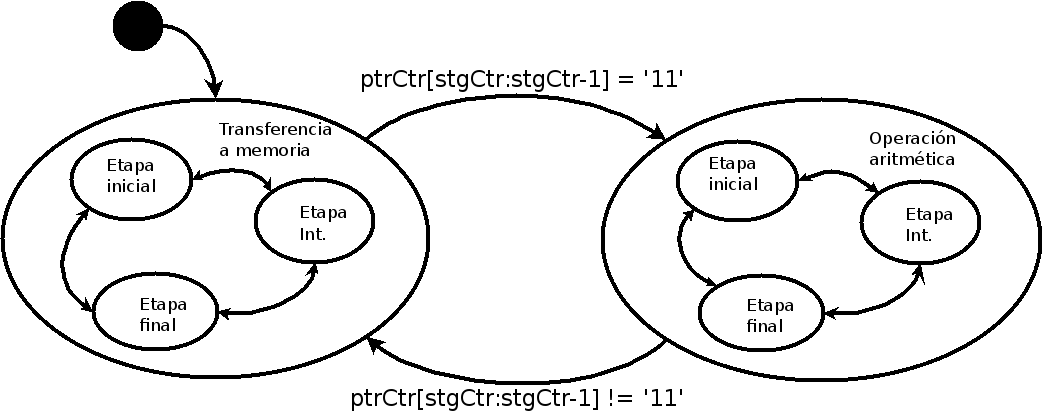 ptrCtr[stgCtr:stgCtr-1] = '11'
Transferencia
a memoria
Etapa
inicial
Etapa
Int.
Etapa
final
Operación
aritmética
Etapa
inicial
Etapa
Int.
Etapa
final
ptrCtr[stgCtr:stgCtr-1] != '11'